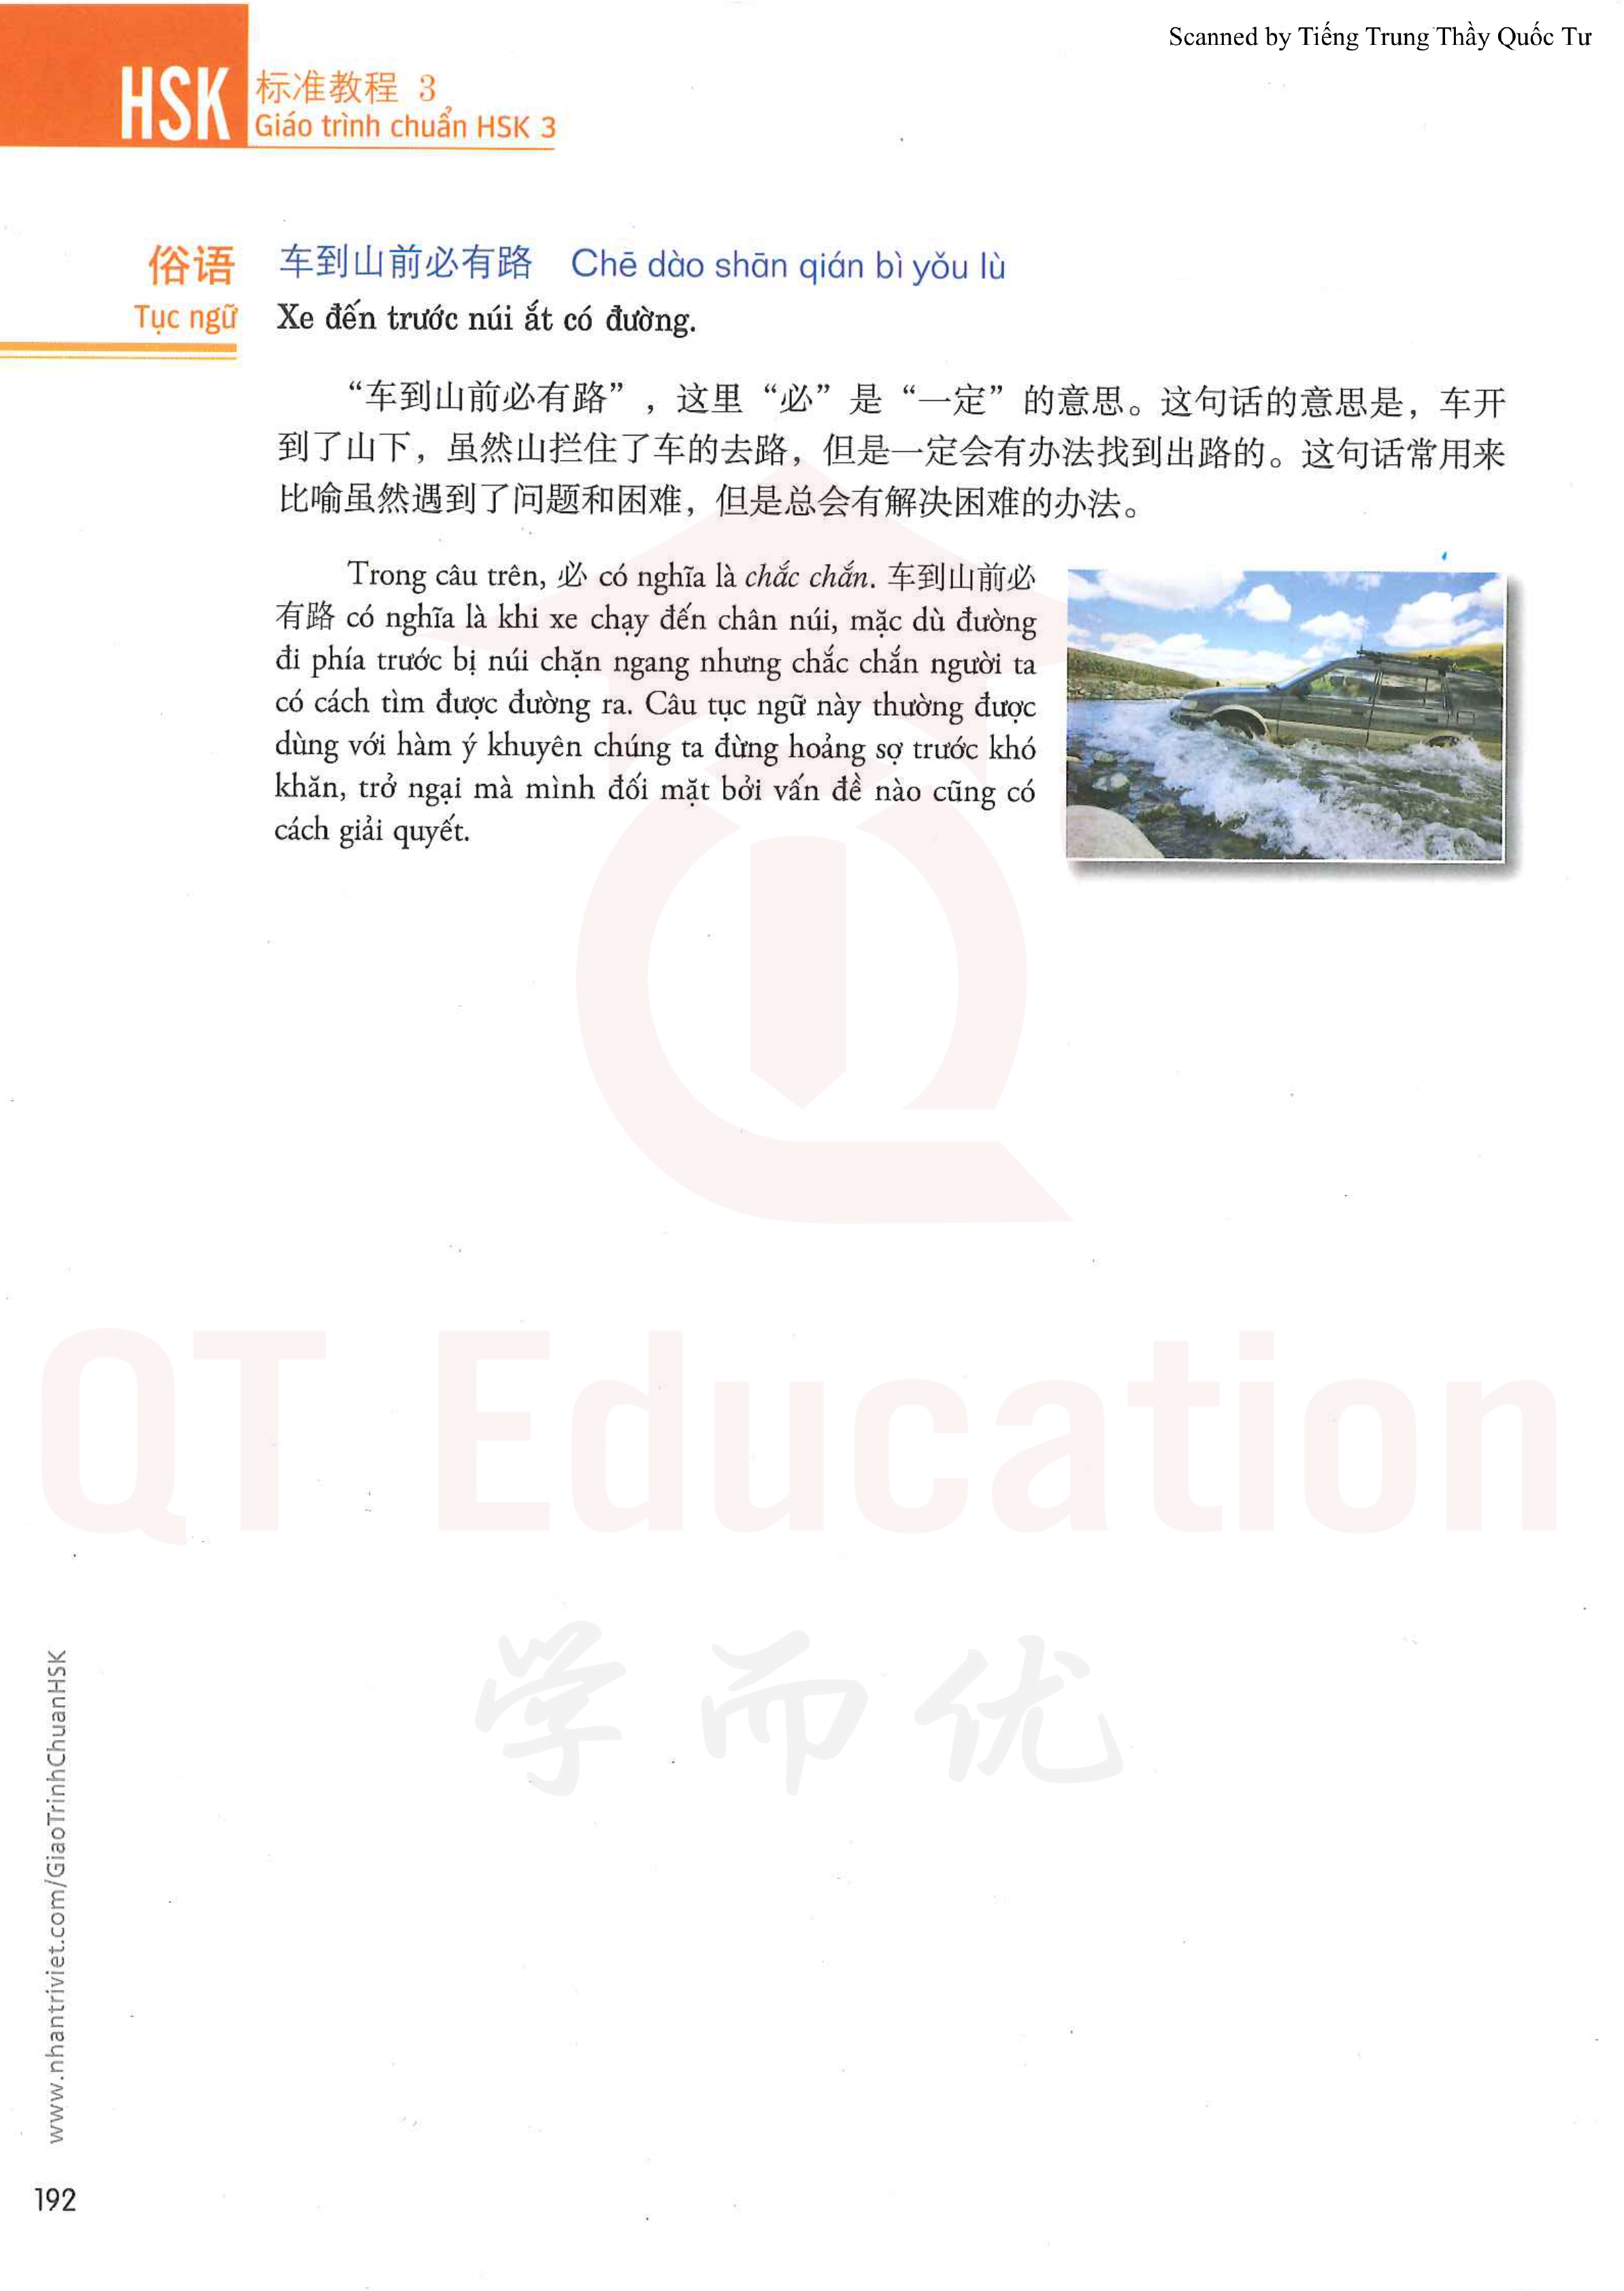 Scanned by Tiếng Trung Thầy Quốc Tư
HSK 标准教程 3
Giáo trình chuẩn HSK 3
俗语 车到山前必有路 Chē dào shān qián bì yǒu lù
Tục ngữ Xe đến trước núi ắt có đường.
“车到山前必有路”，这里“必”是“一定”的意思。这句话的意思是，车开
到了山下，虽然山拦住了车的去路，但是一定会有办法找到出路的。这句话常用来
比喻虽然遇到了问题和困难，但是总会有解决困难的办法。
Trong câu trên, 必 có nghĩa là chắc chắn. 车到山前必
有路 có nghĩa là khi xe chạy đến chân núi, mặc dù đường
đi phía trước bị núi chặn ngang nhưng chắc chắn người ta
có cách tìm được đường ra. Câu tục ngữ này thường được
dùng với hàm ý khuyên chúng ta đừng hoảng sợ trước khó
khăn, trở ngại mà mình đối mặt bởi vấn đề nào cũng có
cách giải quyết.
QT Education
学而优
www.nhantriviet.com/GiaoTrinhChuanHSK
192